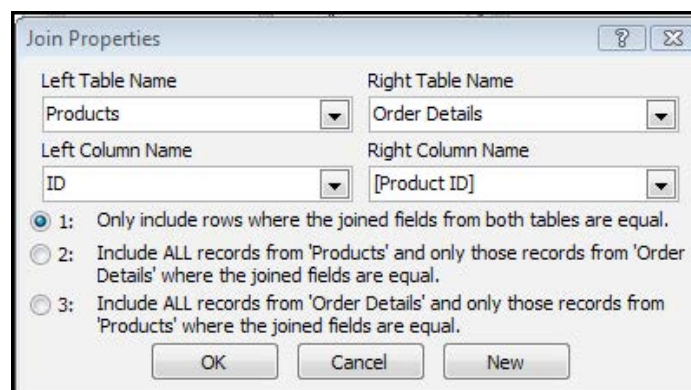 Join Properties
Left Table Name Right Table Name
Products Order Details
Left Column Name Right Column Name
ID [Product ID]
1: Only include rows where the joined fields from both tables are equal.
2: Include ALL records from 'Products' and only those records from 'Order
Details' where the joined fields are equal.
3: Include ALL records from 'Order Details' and only those records from
'Products' where the joined fields are equal.
OK Cancel New